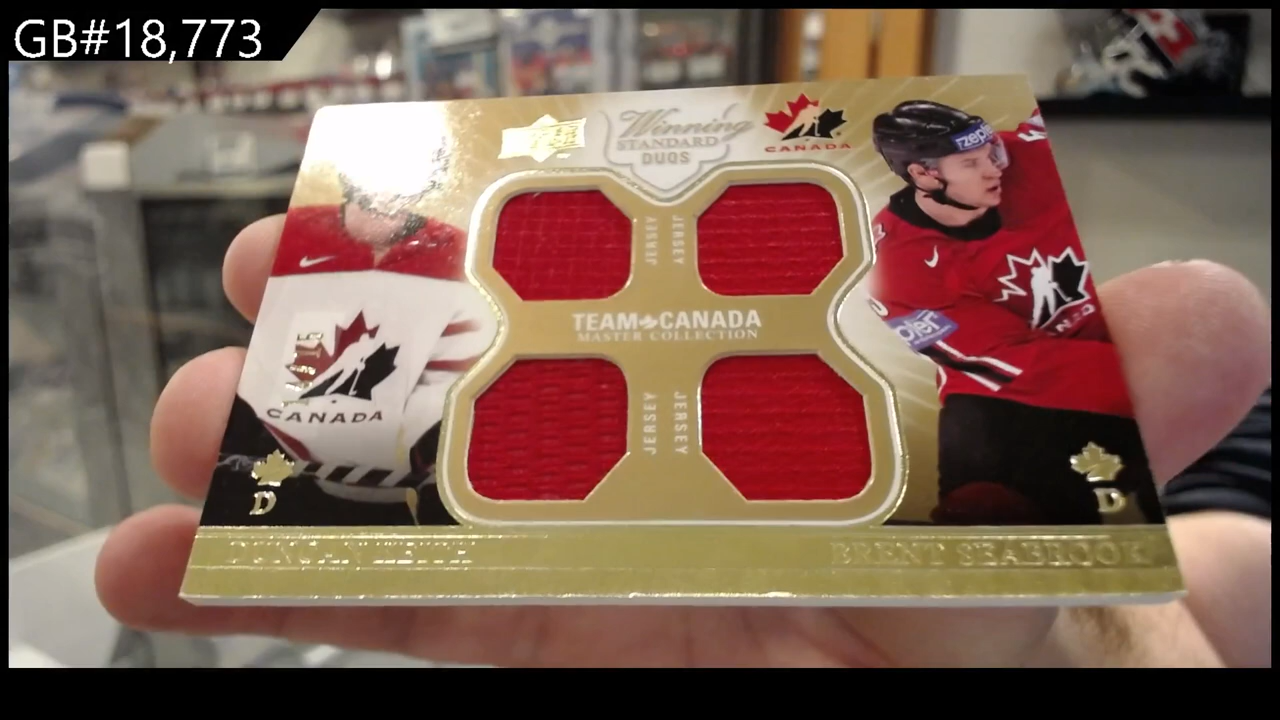 GB#18,773
Winning
STANDARD
DUOS
CANADA
rzeple
JERSEY
JERSEY
TEAM CANADA
MASTER COLLECTION
CANADA
JERSEY
JERSEY
D
D
DUNCAN KEITH
BRENT SEABROOK